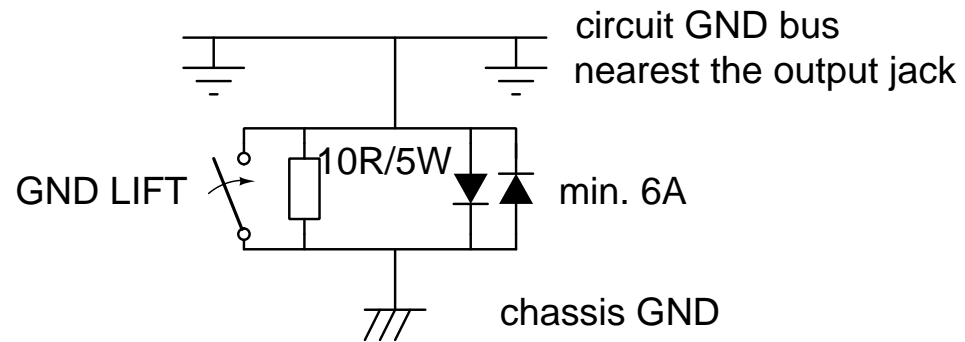 circuit GND bus
nearest the output jack
10R/5W
GND LIFT
min. 6A
chassis GND